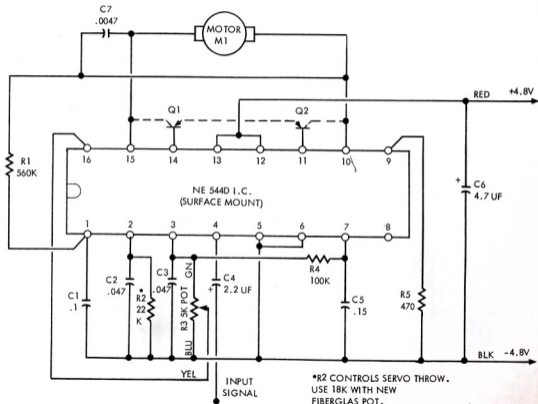 C7
.0047
MOTOR
M1
RED
+4.8V
Q1
Q2
16
15
14
13
12
11
10
9
R1
560K
NE 544D I.C.
(SURFACE MOUNT)
+
C6
4.7 UF
1
2
3
4
5
6
7
8
C1
.1
C2
.047
*
R2
22
K
C3
.047
R3 5K POT
GN
BLU
YEL
+
C4
2.2 UF
R4
100K
C5
.15
R5
470
BLK
-4.8V
INPUT
SIGNAL
*R2 CONTROLS SERVO THROW.
USE 18K WITH NEW
FIBERGLAS POT.